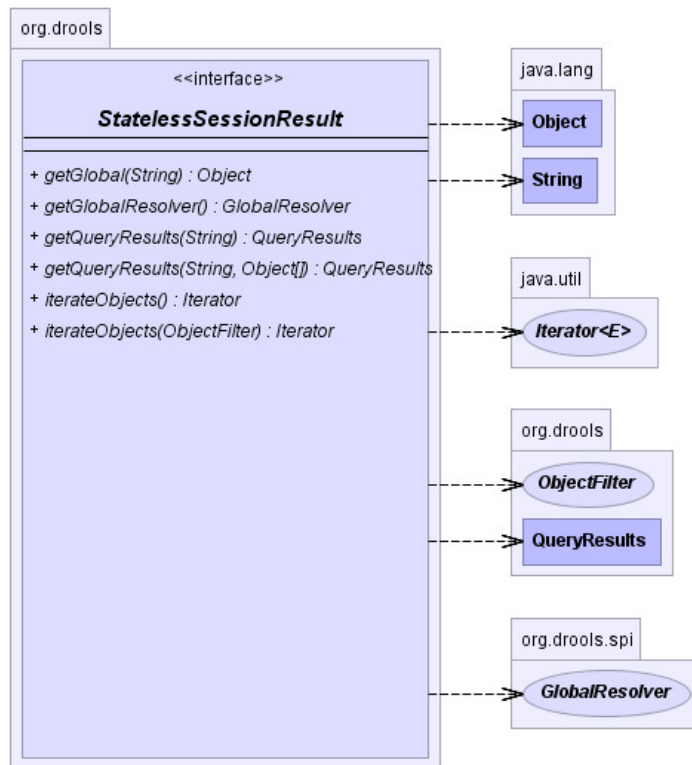 org.drools
<<interface>>
StatelessSessionResult
+ getGlobal(String) : Object
+ getGlobalResolver() : GlobalResolver
+ getQueryResults(String) : QueryResults
+ getQueryResults(String, Object[]) : QueryResults
+ iterateObjects() : Iterator
+ iterateObjects(ObjectFilter) : Iterator
java.lang
Object
String
java.util
Iterator<E>
org.drools
ObjectFilter
QueryResults
org.drools.spi
GlobalResolver